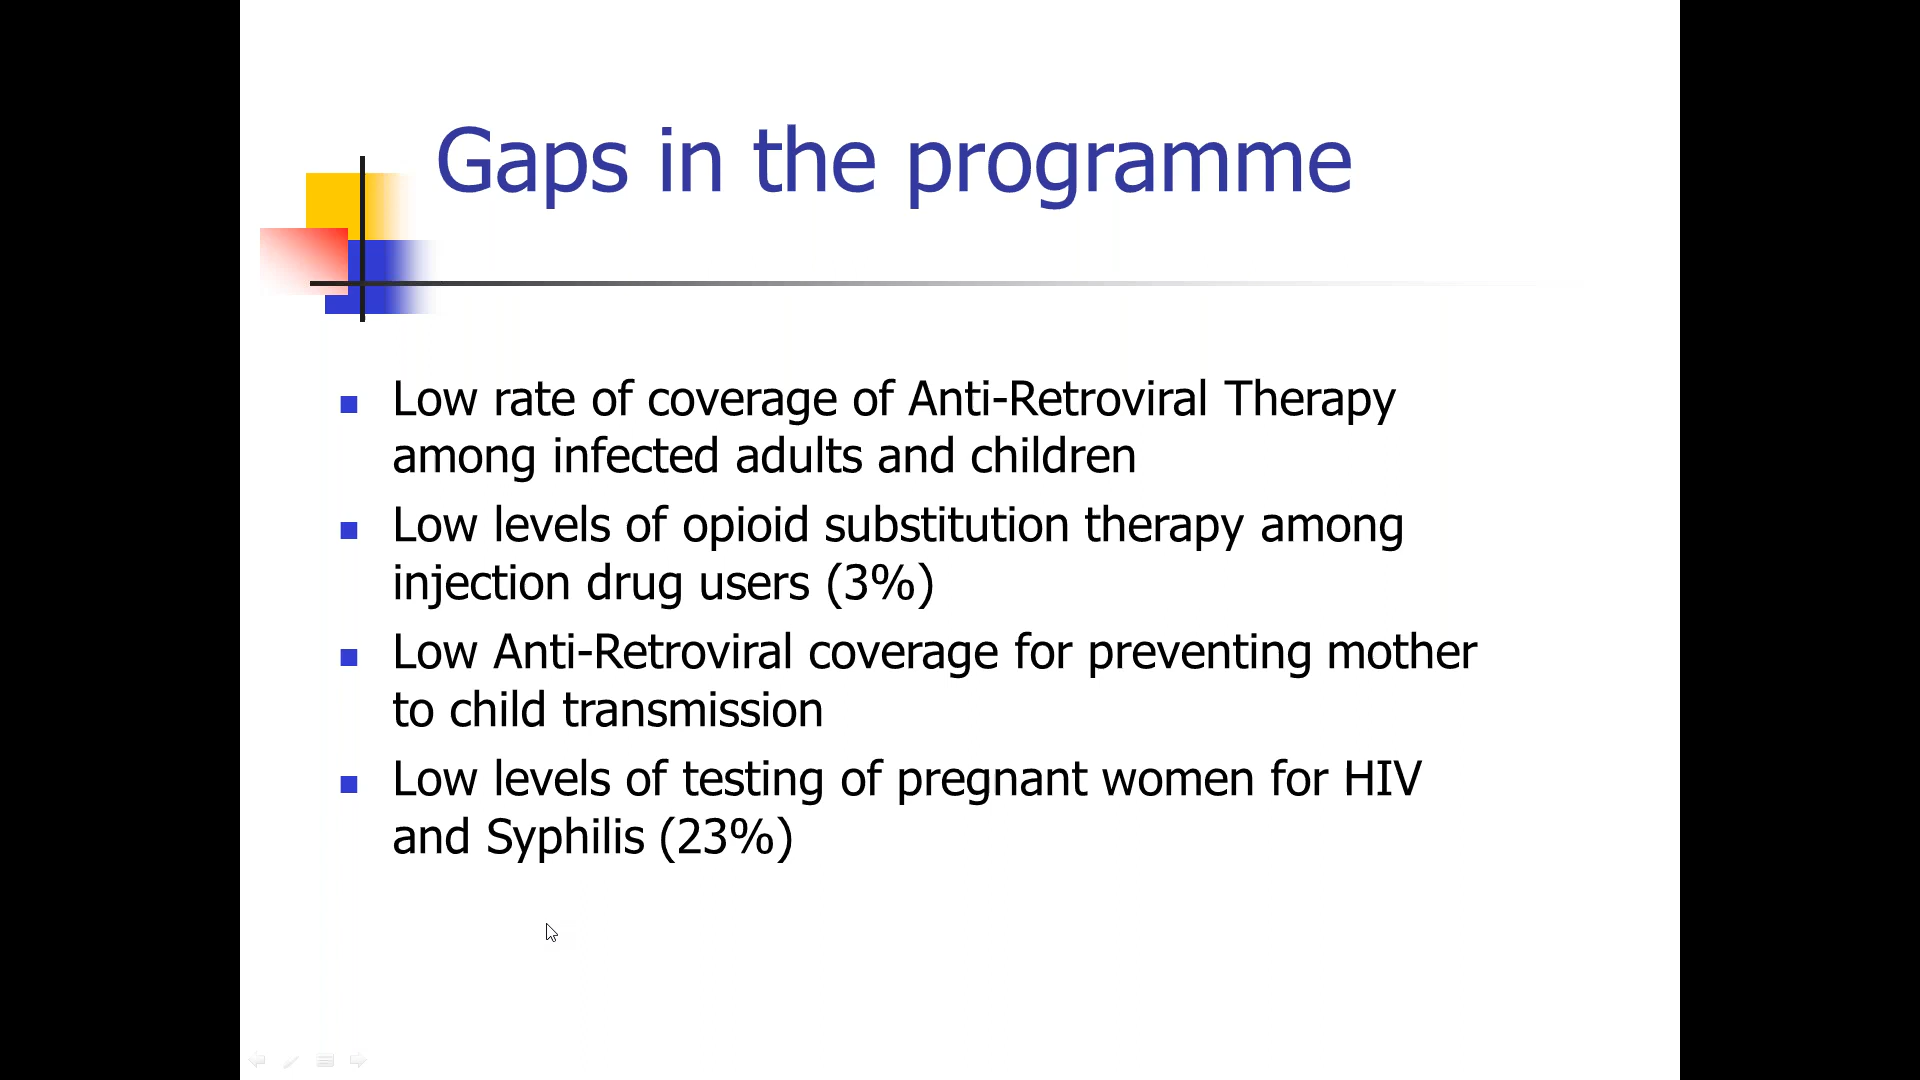 Gaps in the programme
Low rate of coverage of Anti-Retroviral Therapy
among infected adults and children
Low levels of opioid substitution therapy among
injection drug users (3%)
Low Anti-Retroviral coverage for preventing mother
to child transmission
Low levels of testing of pregnant women for HIV
and Syphilis (23%)